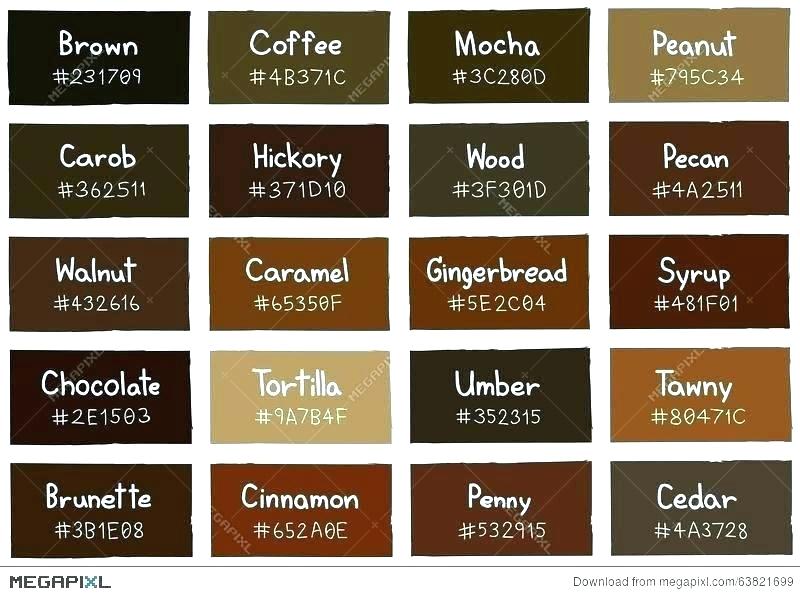 Brown
#231709
Coffee
#4B371C
Mocha
#3C280D
Peanut
#795C34
Carob
#362511
Hickory
#371D10
Wood
#3F301D
Pecan
#4A2511
Walnut
#432616
Caramel
#65350F
Gingerbread
#5E2C04
Syrup
#481F01
Chocolate
#2E1503
Tortilla
#9A7B4F
Umber
#352315
Tawny
#80471C
Brunette
#3B1E08
Cinnamon
#652A0E
Penny
#532915
Cedar
#4A3728
MEGAPIXL
Download from megapixl.com/63821699